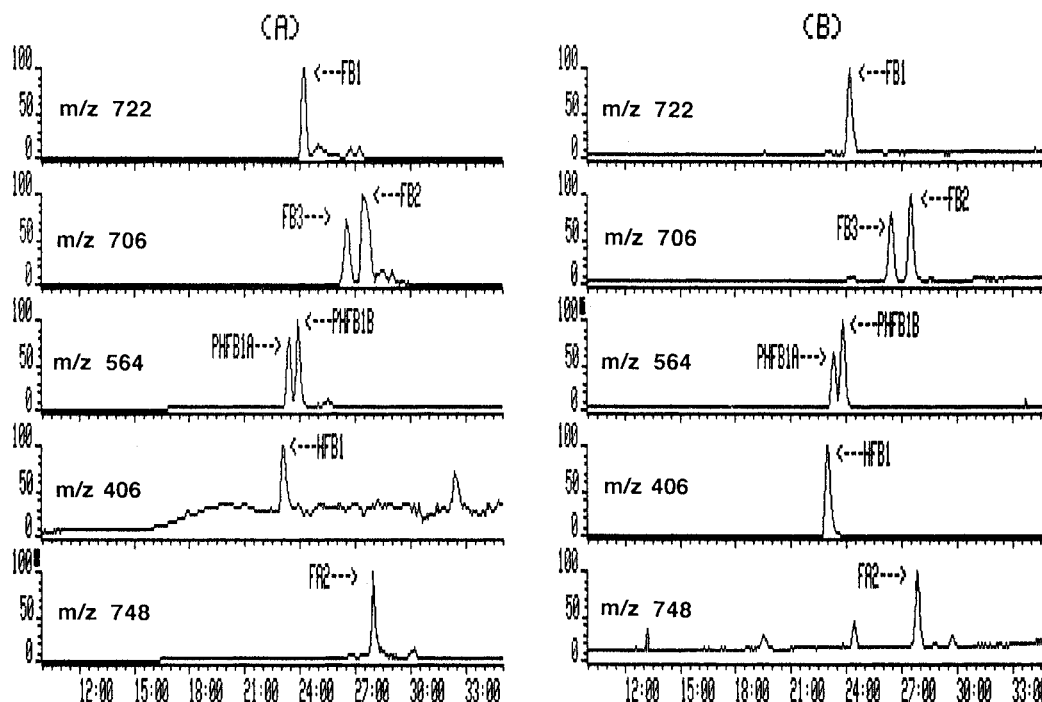 (A)
100
50
0
m/z 722
<---FB1
100
50
0
m/z 706
FB3--->
<---FB2
100
50
0
m/z 564
PHFB1A--->
<---PHFB1B
100
50
0
m/z 406
<---HFB1
100
50
0
m/z 748
FA2--->
12:00 15:00 18:00 21:00 24:00 27:00 30:00 33:00
(B)
100
50
0
m/z 722
<---FB1
100
50
0
m/z 706
FB3--->
<---FB2
100
50
0
m/z 564
PHFB1A--->
<---PHFB1B
100
50
0
m/z 406
<---HFB1
100
50
0
m/z 748
FA2--->
12:00 15:00 18:00 21:00 24:00 27:00 30:00 33:00